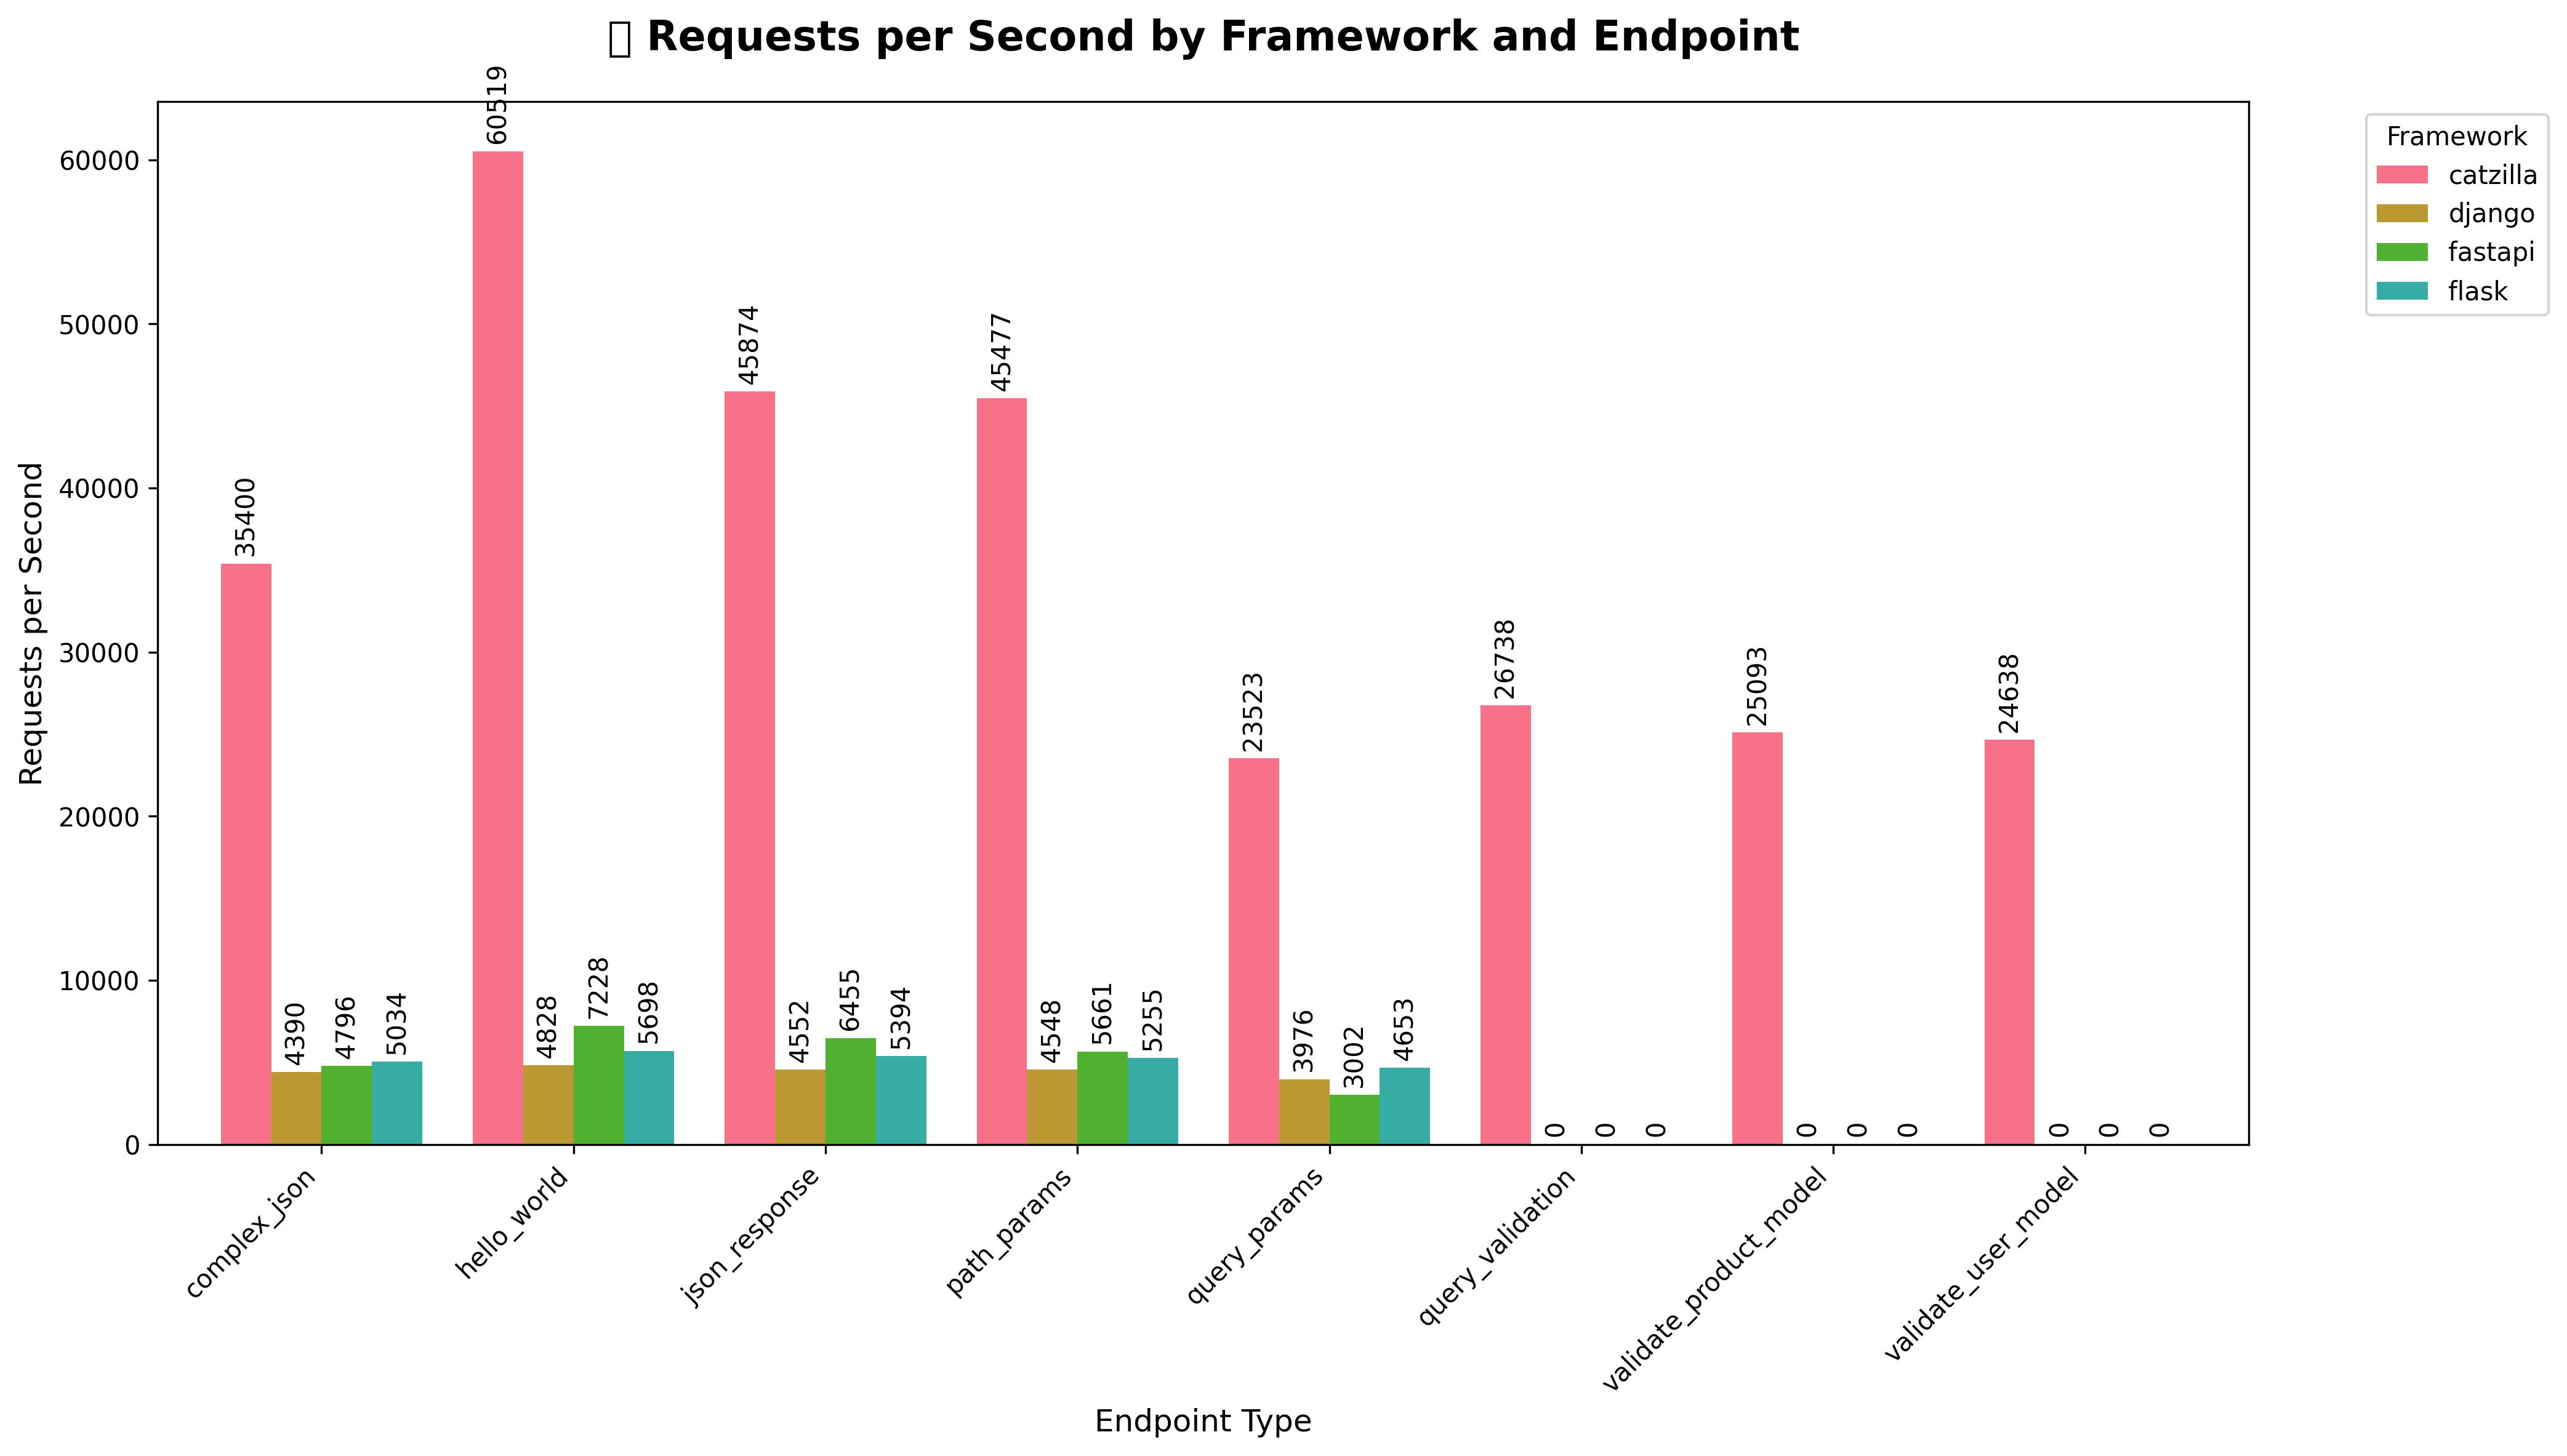 Requests per Second by Framework and Endpoint
Requests per Second
60000
50000
40000
30000
20000
10000
0
35400
4390
4796
5034
60519
4828
7228
5698
45874
4552
6455
5394
45477
4548
5661
5255
23523
3976
3002
4653
26738
0
0
0
25093
0
0
0
24638
0
0
0
complex_json
hello_world
json_response
path_params
query_params
query_validation
validate_product_model
validate_user_model
Endpoint Type
Framework
catzilla
django
fastapi
flask